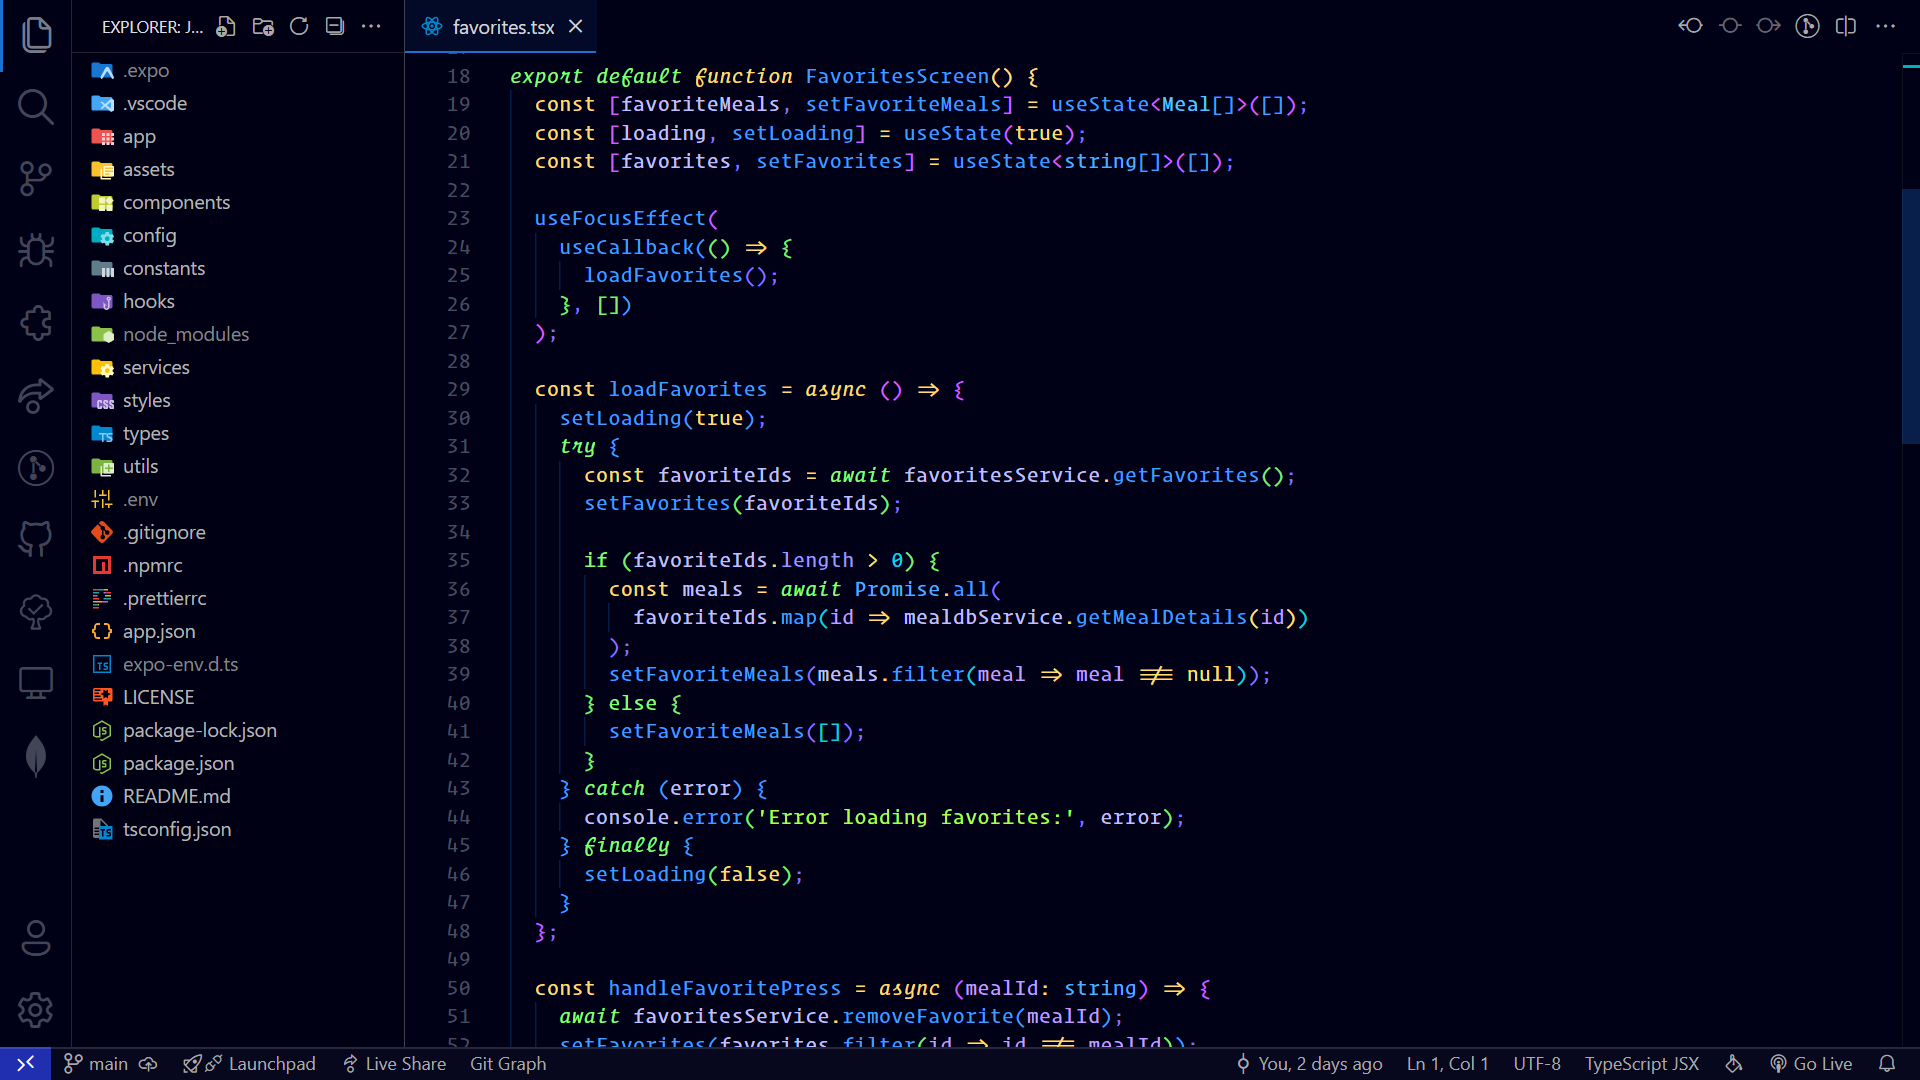 EXPLORER: J...
.expo
.vscode
app
assets
components
config
constants
hooks
node_modules
services
styles
types
utils
.env
.gitignore
.npmrc
.prettierrc
app.json
expo-env.d.ts
LICENSE
package-lock.json
package.json
README.md
tsconfig.json
favorites.tsx
18 export default function FavoritesScreen() {
19 const [favoriteMeals, setFavoriteMeals] = useState<Meal[]>([]);
20 const [loading, setLoading] = useState(true);
21 const [favorites, setFavorites] = useState<string[]>([]);
22
23 useFocusEffect(
24 useCallback(() => {
25 loadFavorites();
26 }, [])
27 );
28
29 const loadFavorites = async () => {
30 setLoading(true);
31 try {
32 const favoriteIds = await favoritesService.getFavorites();
33 setFavorites(favoriteIds);
34
35 if (favoriteIds.length > 0) {
36 const meals = await Promise.all(
37 favoriteIds.map(id => mealdbService.getMealDetails(id))
38 );
39 setFavoriteMeals(meals.filter(meal => meal !== null));
40 } else {
41 setFavoriteMeals([]);
42 }
43 } catch (error) {
44 console.error('Error loading favorites:', error);
45 } finally {
46 setLoading(false);
47 }
48 };
49
50 const handleFavoritePress = async (mealId: string) => {
51 await favoritesService.removeFavorite(mealId);
52 setFavorites(favorites.filter(id => id !== mealId));
main
Launchpad
Live Share
Git Graph
You, 2 days ago
Ln 1, Col 1
UTF-8
TypeScript JSX
Go Live